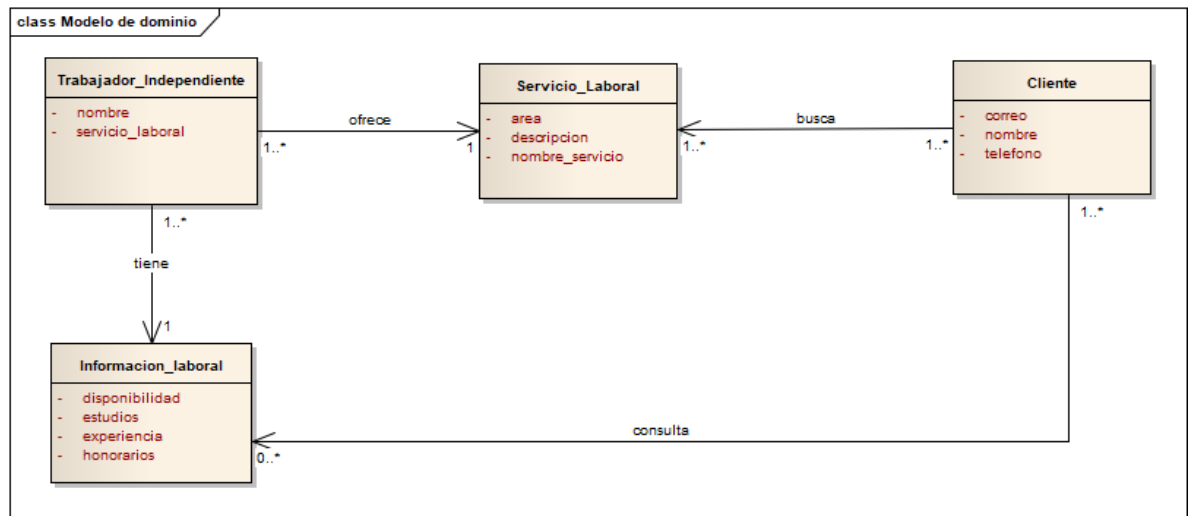 class Modelo de dominio
Trabajador_Independiente
- nombre
- servicio_laboral
ofrece
1..*
1
Servicio_Laboral
- area
- descripcion
- nombre_servicio
busca
1..*
1..*
Cliente
- correo
- nombre
- telefono
1..*
tiene
1
1..*
Informacion_laboral
- disponibilidad
- estudios
- experiencia
- honorarios
consulta
0..*